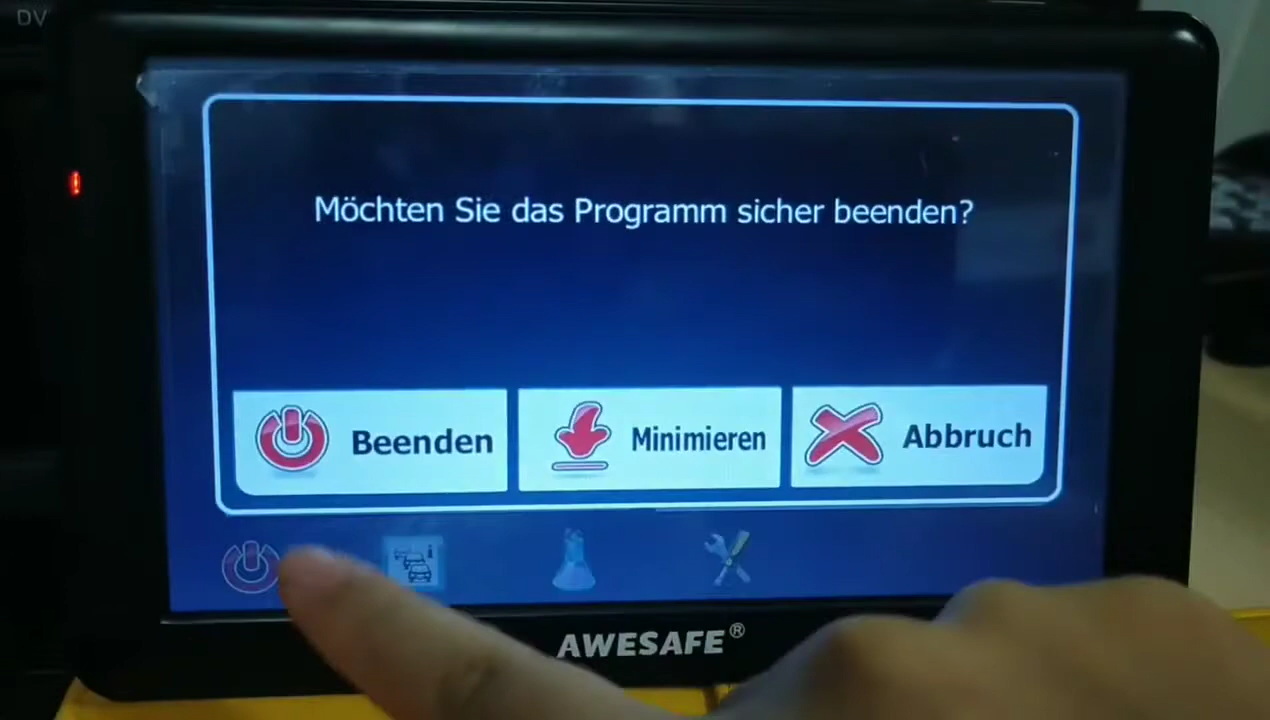 DV
Möchten Sie das Programm sicher beenden?
Beenden
Minimieren
Abbruch
AWESAFE®